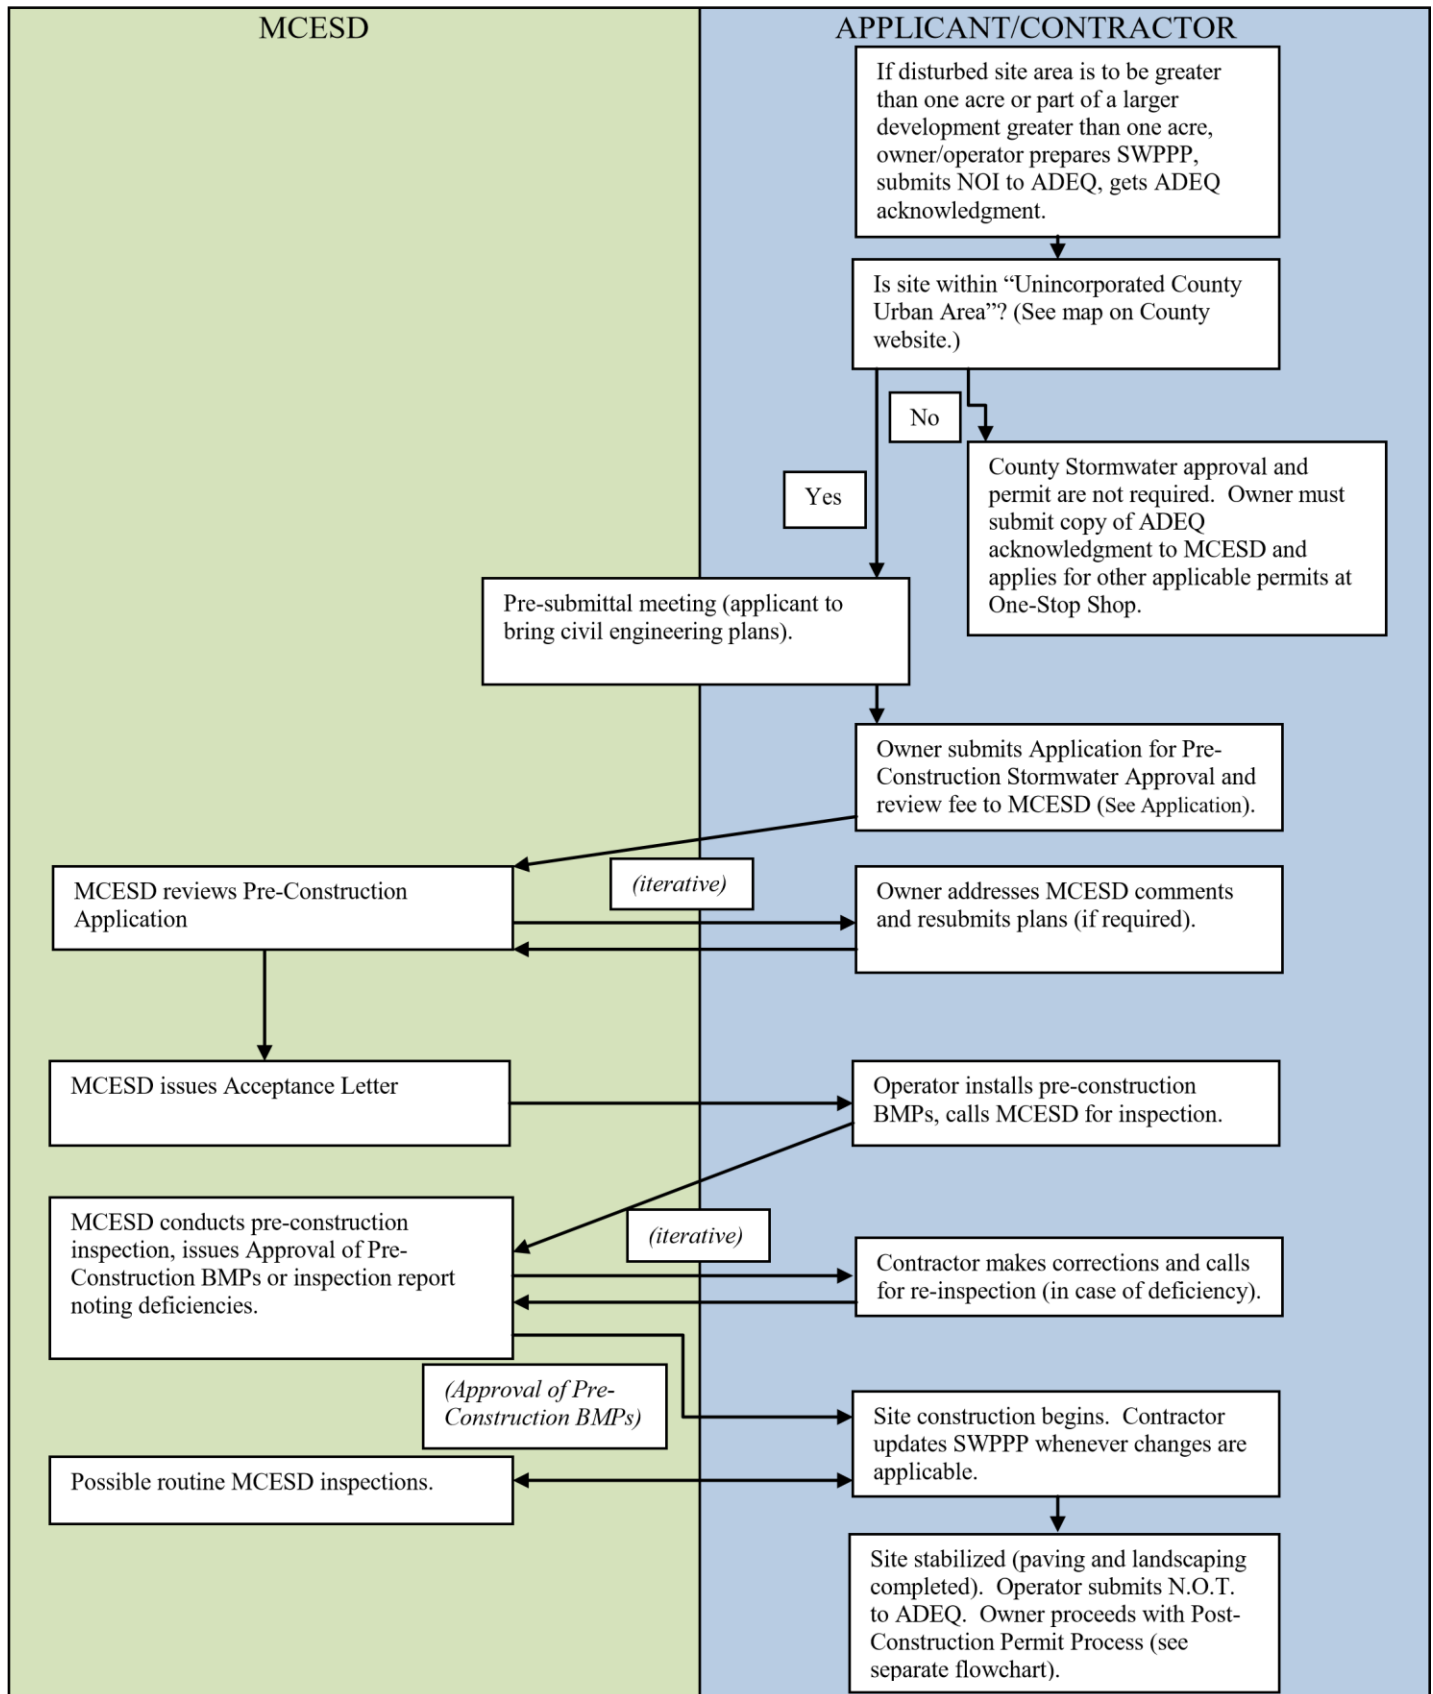 MCESD
APPLICANT/CONTRACTOR
If disturbed site area is to be greater
than one acre or part of a larger
development greater than one acre,
owner/operator prepares SWPPP,
submits NOI to ADEQ, gets ADEQ
acknowledgment.
Is site within “Unincorporated County
Urban Area”? (See map on County
website.)
No
Yes
County Stormwater approval and
permit are not required.  Owner must
submit copy of ADEQ
acknowledgment to MCESD and
applies for other applicable permits at
One-Stop Shop.
Pre-submittal meeting (applicant to
bring civil engineering plans).
Owner submits Application for Pre-
Construction Stormwater Approval and
review fee to MCESD (See Application).
MCESD reviews Pre-Construction
Application
(iterative)
Owner addresses MCESD comments
and resubmits plans (if required).
MCESD issues Acceptance Letter
Operator installs pre-construction
BMPs, calls MCESD for inspection.
MCESD conducts pre-construction
inspection, issues Approval of Pre-
Construction BMPs or inspection report
noting deficiencies.
(iterative)
Contractor makes corrections and calls
for re-inspection (in case of deficiency).
(Approval of Pre-
Construction BMPs)
Site construction begins.  Contractor
updates SWPPP whenever changes are
applicable.
Possible routine MCESD inspections.
Site stabilized (paving and landscaping
completed).  Operator submits N.O.T.
to ADEQ.  Owner proceeds with Post-
Construction Permit Process (see
separate flowchart).